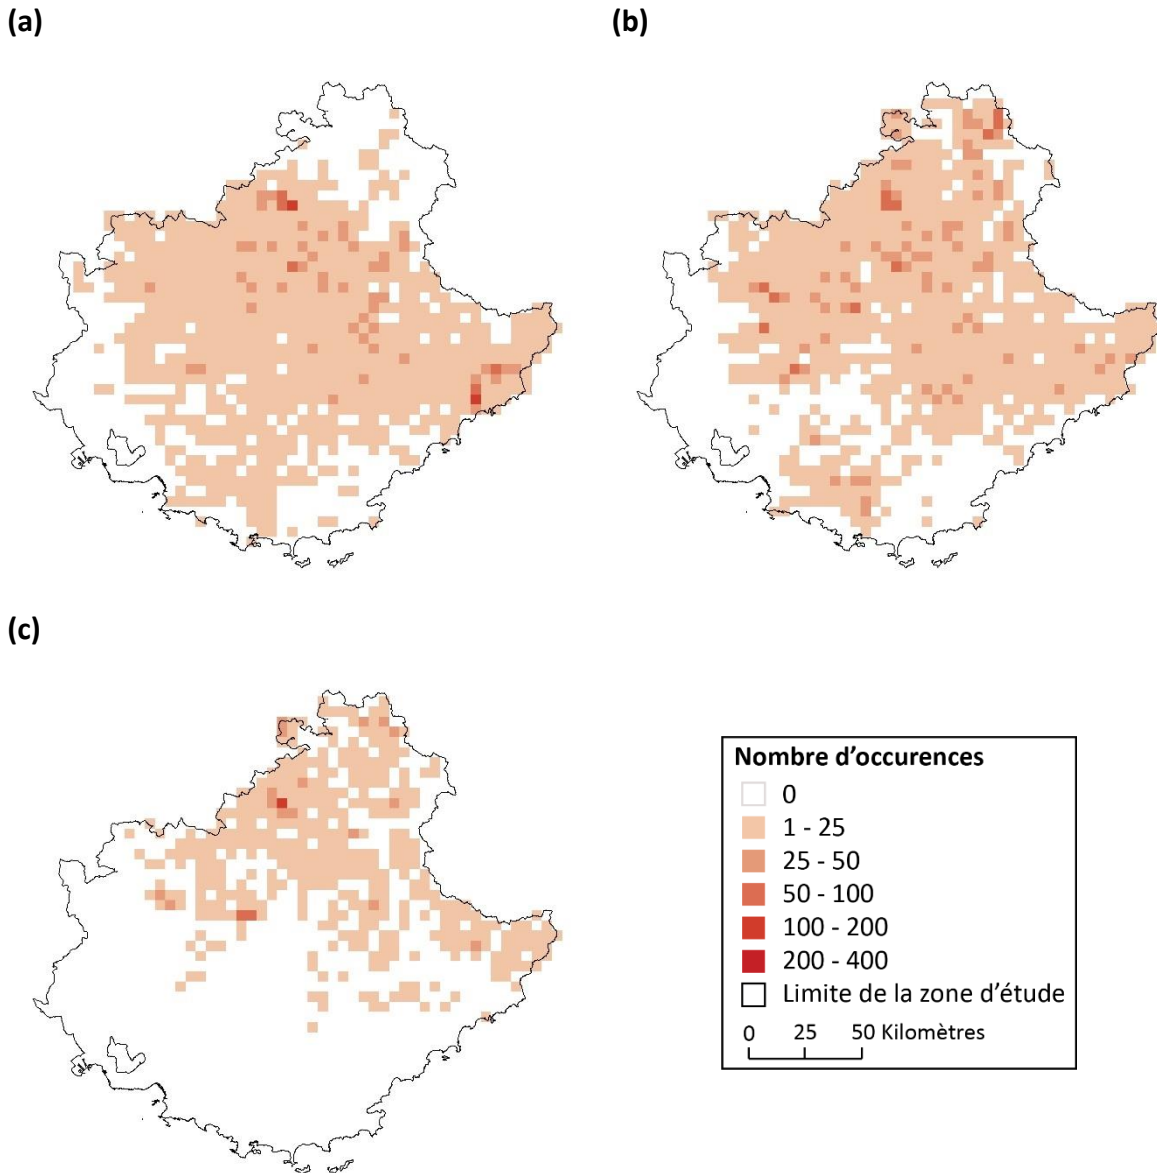 (a)
(b)
(c)
Nombre d'occurences
0
1 - 25
25 - 50
50 - 100
100 - 200
200 - 400
Limite de la zone d'étude
0 25 50 Kilomètres